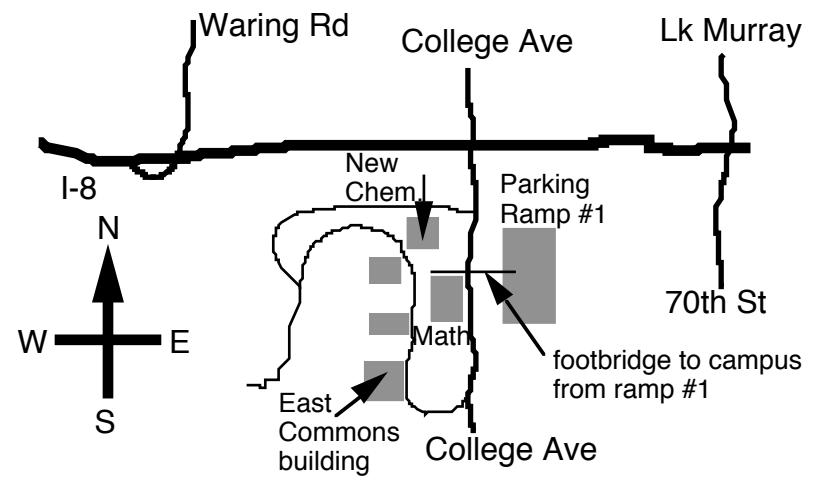 Waring Rd
College Ave
Lk Murray
I-8
New
Chem.
Parking
Ramp #1
N
W
E
S
70th St
Math
footbridge to campus
from ramp #1
East
Commons
building
College Ave